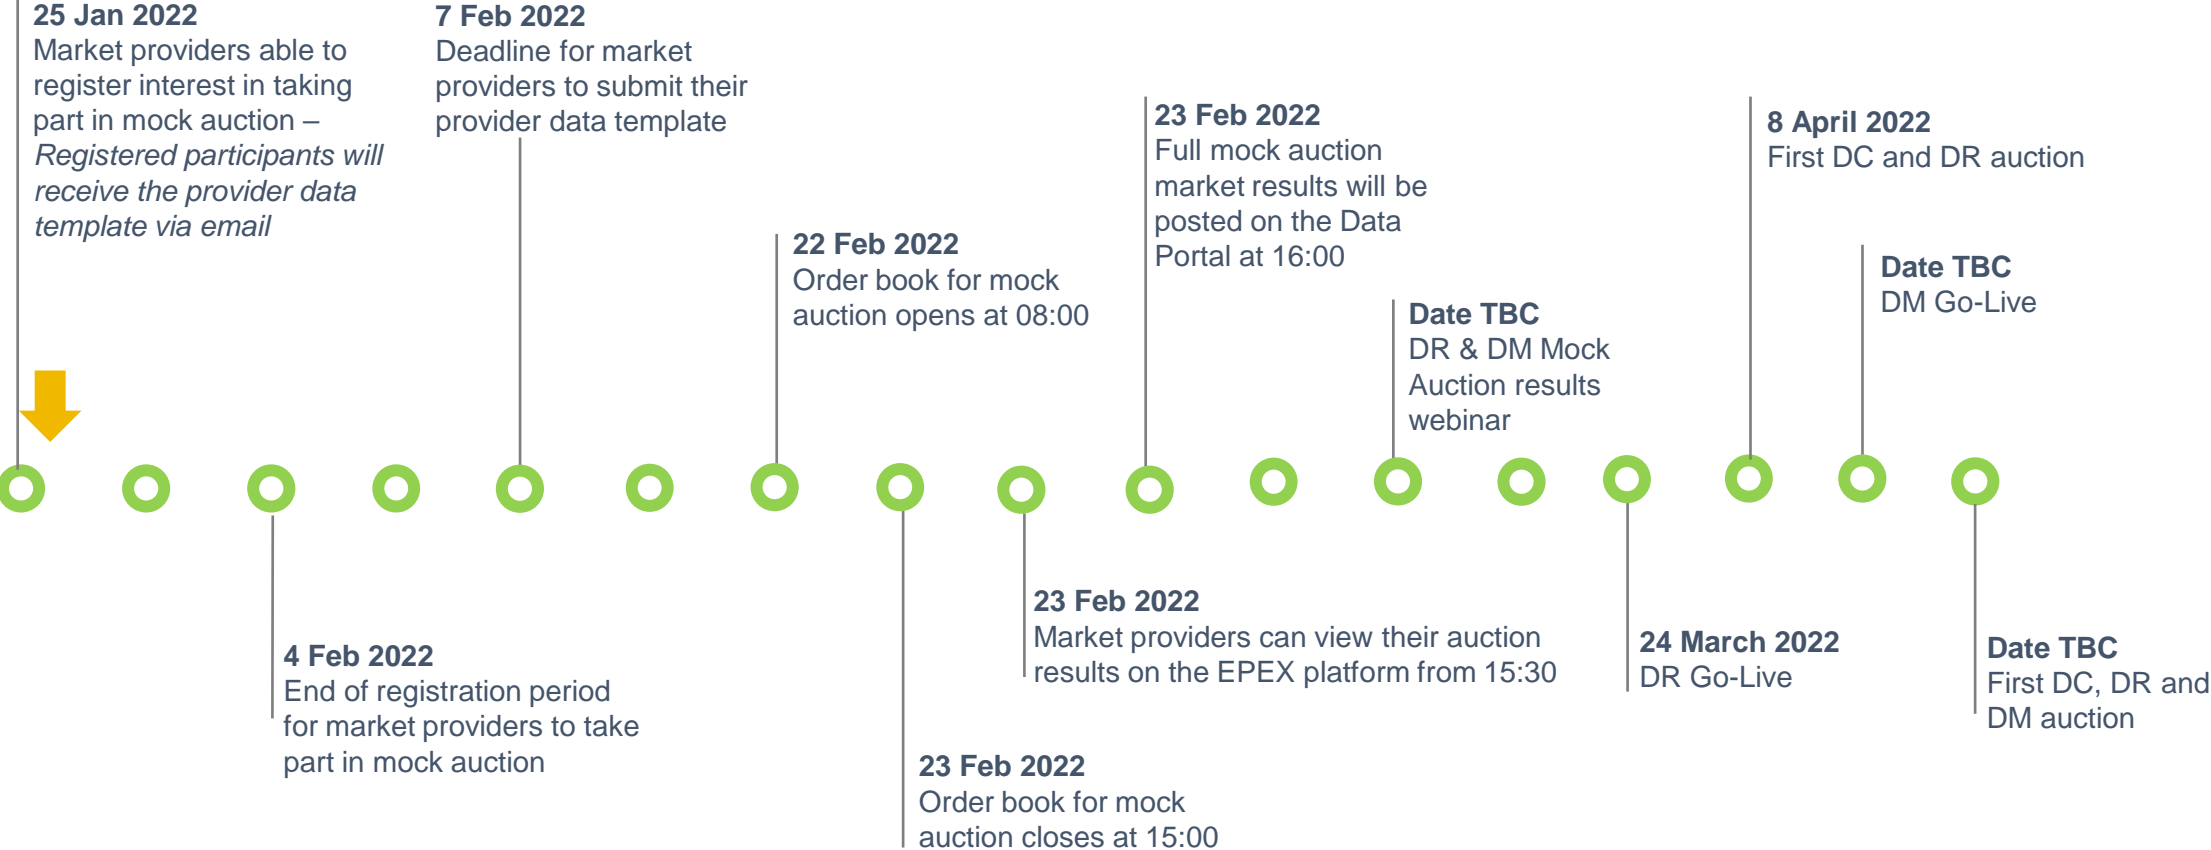 25 Jan 2022
Market providers able to
register interest in taking
part in mock auction –
Registered participants will
receive the provider data
template via email
7 Feb 2022
Deadline for market
providers to submit their
provider data template
22 Feb 2022
Order book for mock
auction opens at 08:00
23 Feb 2022
Full mock auction
market results will be
posted on the Data
Portal at 16:00
Date TBC
DR & DM Mock
Auction results
webinar
8 April 2022
First DC and DR auction
Date TBC
DM Go-Live
4 Feb 2022
End of registration period
for market providers to take
part in mock auction
23 Feb 2022
Order book for mock
auction closes at 15:00
23 Feb 2022
Market providers can view their auction
results on the EPEX platform from 15:30
24 March 2022
DR Go-Live
Date TBC
First DC, DR and
DM auction